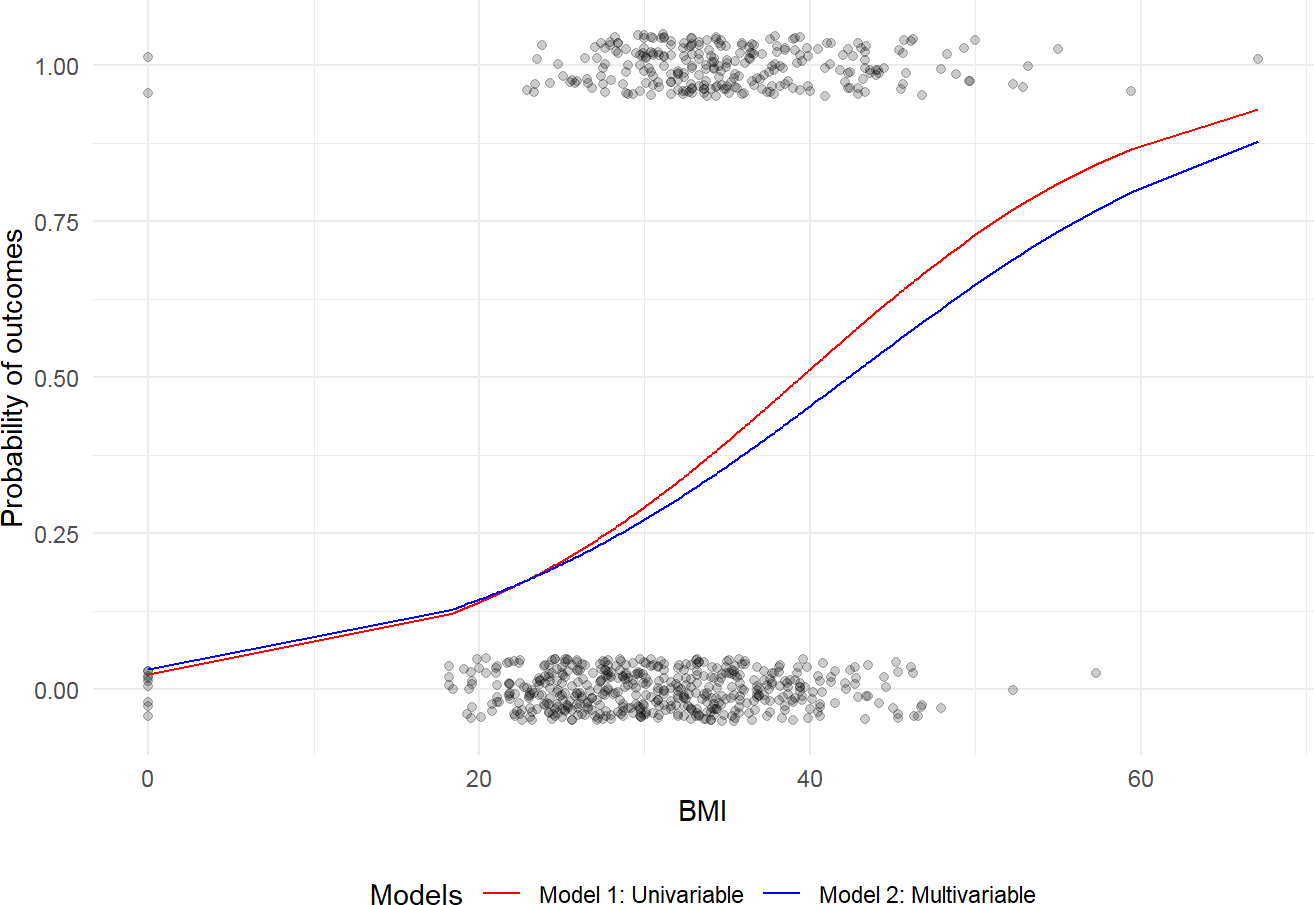 1.00
0.75
0.50
0.25
0.00
Probability of outcomes
0 20 40 60
BMI
Models Model 1: Univariable Model 2: Multivariable